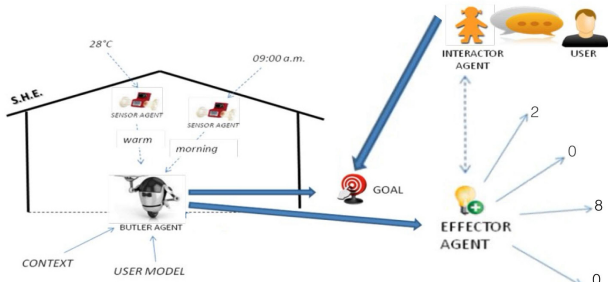 28°C
09:00 a.m.
S.H.E.
SENSOR AGENT
SENSOR AGENT
warm
morning
BUTLER AGENT
CONTEXT
USER MODEL
GOAL
INTERACTOR
AGENT
USER
EFFECTOR
AGENT
2
0
8
0